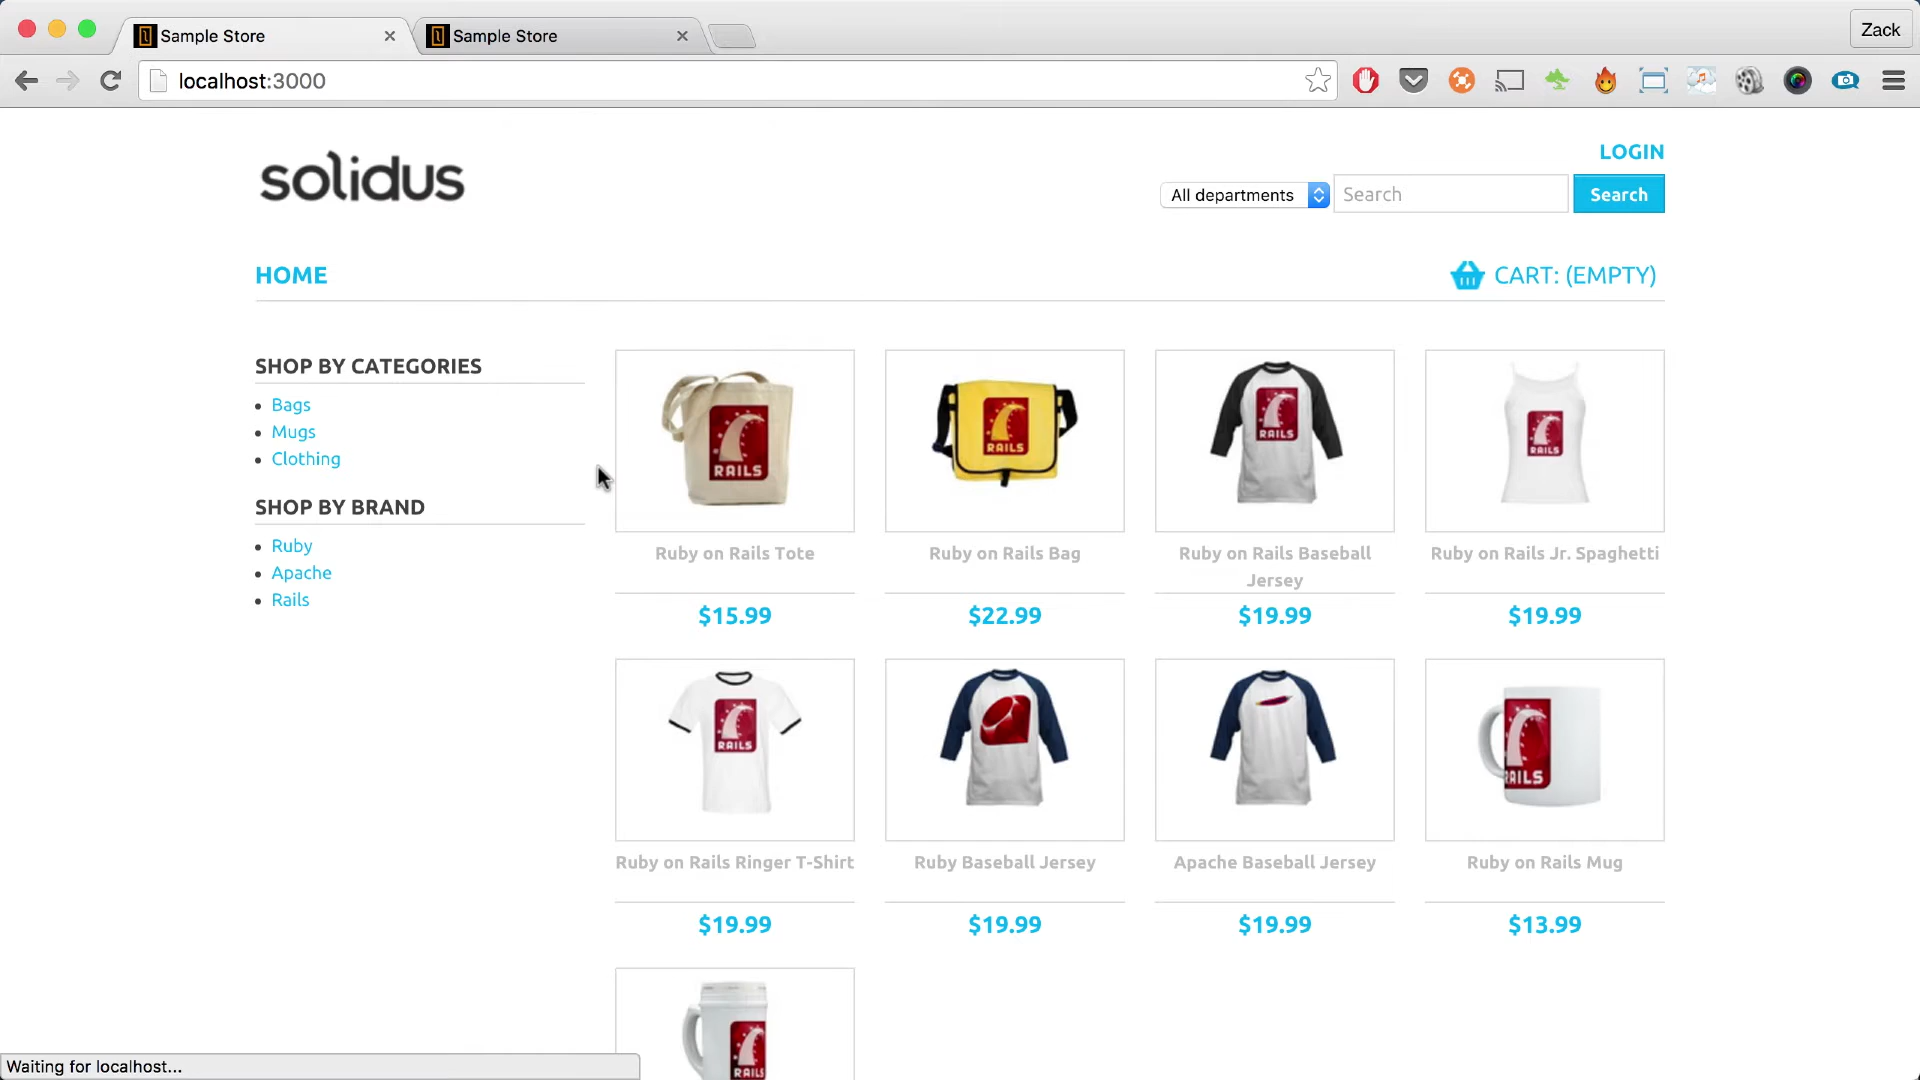 Sample Store
Sample Store
Zack
localhost:3000
solidus
LOGIN
All departments
Search
Search
HOME
CART: (EMPTY)
SHOP BY CATEGORIES
Bags
Mugs
Clothing
SHOP BY BRAND
Ruby
Apache
Rails
RAILS
RAILS
RAILS
RAILS
Ruby on Rails Tote
Ruby on Rails Bag
Ruby on Rails Baseball
Jersey
Ruby on Rails Jr. Spaghetti
$15.99
$22.99
$19.99
$19.99
RAILS
RAILS
Ruby on Rails Ringer T-Shirt
Ruby Baseball Jersey
Apache Baseball Jersey
Ruby on Rails Mug
$19.99
$19.99
$19.99
$13.99
RAILS
Waiting for localhost...